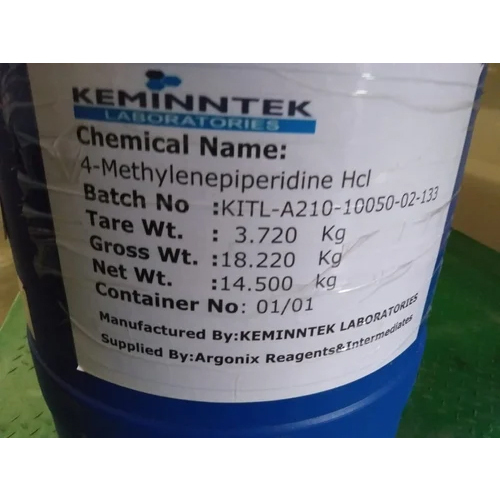 KEMINNTEK
LABORATORIES
Chemical Name:
4-Methylenepiperidine Hcl
Batch No :KITL-A210-10050-02-133
Tare Wt. : 3.720 Kg
Gross Wt. :18.220 Kg
Net Wt. :14.500 kg
Container No: 01/01
Manufactured By:KEMINNTEK LABORATORIES
Supplied By:Argonix Reagents&Intermediates